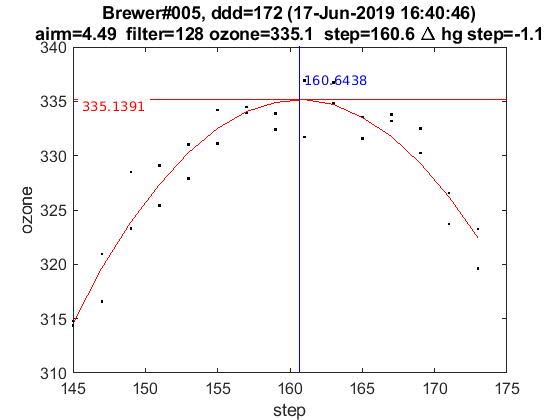 Brewer#005, ddd=172 (17-Jun-2019 16:40:46)
airm=4.49 filter=128 ozone=335.1 step=160.6 Δ hg step=-1.1
340
335
330
325
320
315
310
ozone
335.1391
160.6438
145 150 155 160 165 170 175
step